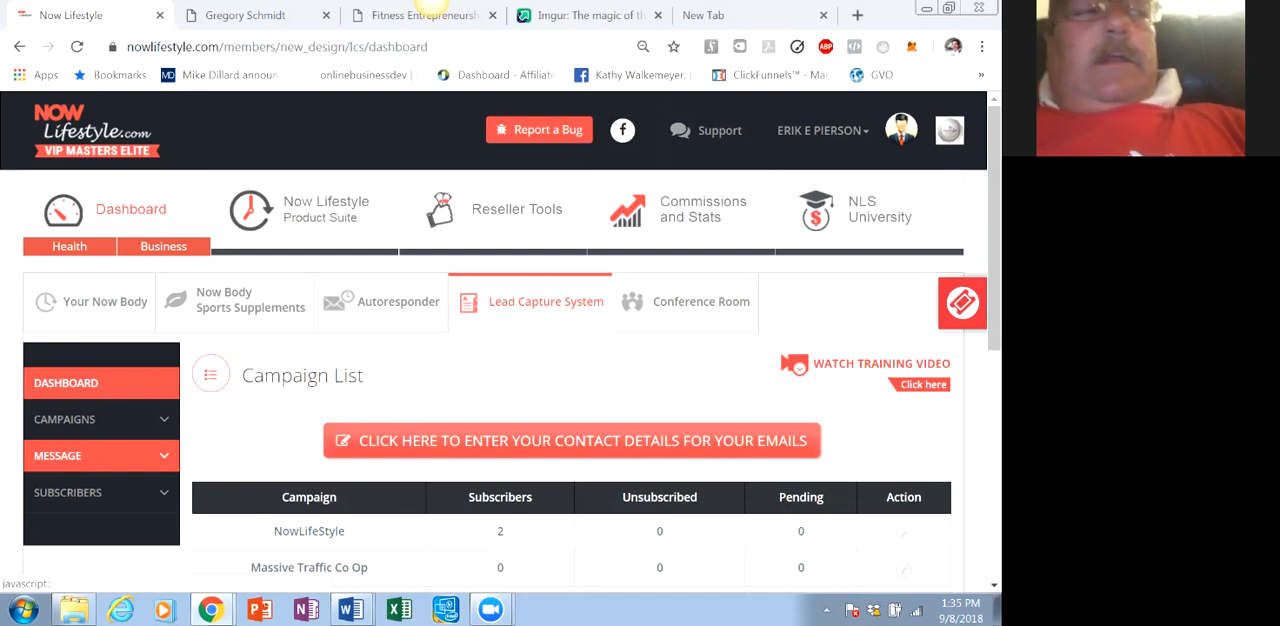 Now Lifestyle
Gregory Schmidt
Fitness Entrepreneursh
Imgur: The magic of th
New Tab
nowlifestyle.com/members/new_design/lcs/dashboard
ABP
Apps
Bookmarks
MD Mike Dillard announ
onlinebusinessdev
Dashboard - Affiliate
Kathy Walkemeyer.
ClickFunnels™ - Mar
GVO
»
NOW
Lifestyle.com
VIP MASTERS ELITE
Report a Bug
Support
ERIK E PIERSON
Dashboard
Now Lifestyle
Product Suite
Reseller Tools
Commissions
and Stats
NLS
University
Health
Business
Your Now Body
Now Body
Sports Supplements
Autoresponder
Lead Capture System
Conference Room
DASHBOARD
CAMPAIGNS
MESSAGE
SUBSCRIBERS
Campaign List
WATCH TRAINING VIDEO
Click here
CLICK HERE TO ENTER YOUR CONTACT DETAILS FOR YOUR EMAILS
Campaign Subscribers Unsubscribed Pending Action
NowLifeStyle 2 0 0
Massive Traffic Co Op 0 0 0
javascript:;
1:35 PM
9/8/2018